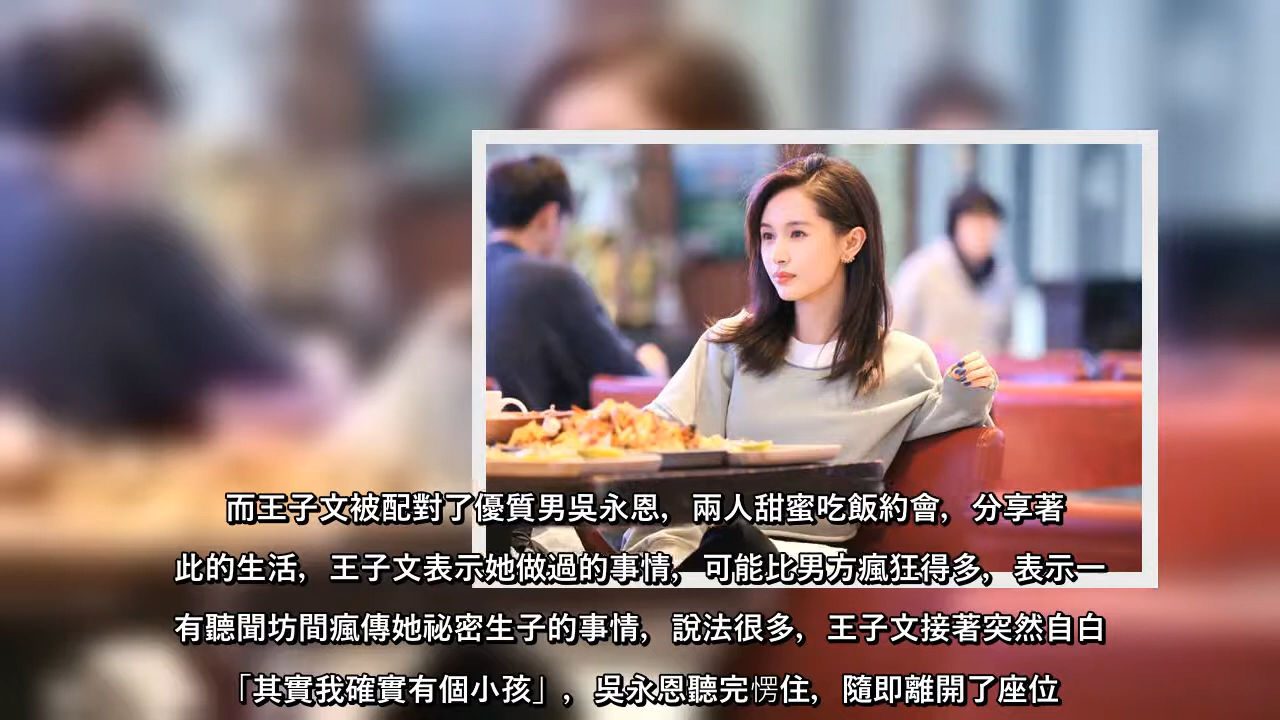 而王子文被配對了優質男吳永恩，兩人甜蜜吃飯約會，分享著
此的生活，王子文表示她做過的事情，可能比男方瘋狂得多，表示一
有聽聞坊間瘋傳她祕密生子的事情，說法很多，王子文接著突然自白
「其實我確實有個小孩」，吳永恩聽完愣住，隨即離開了座位